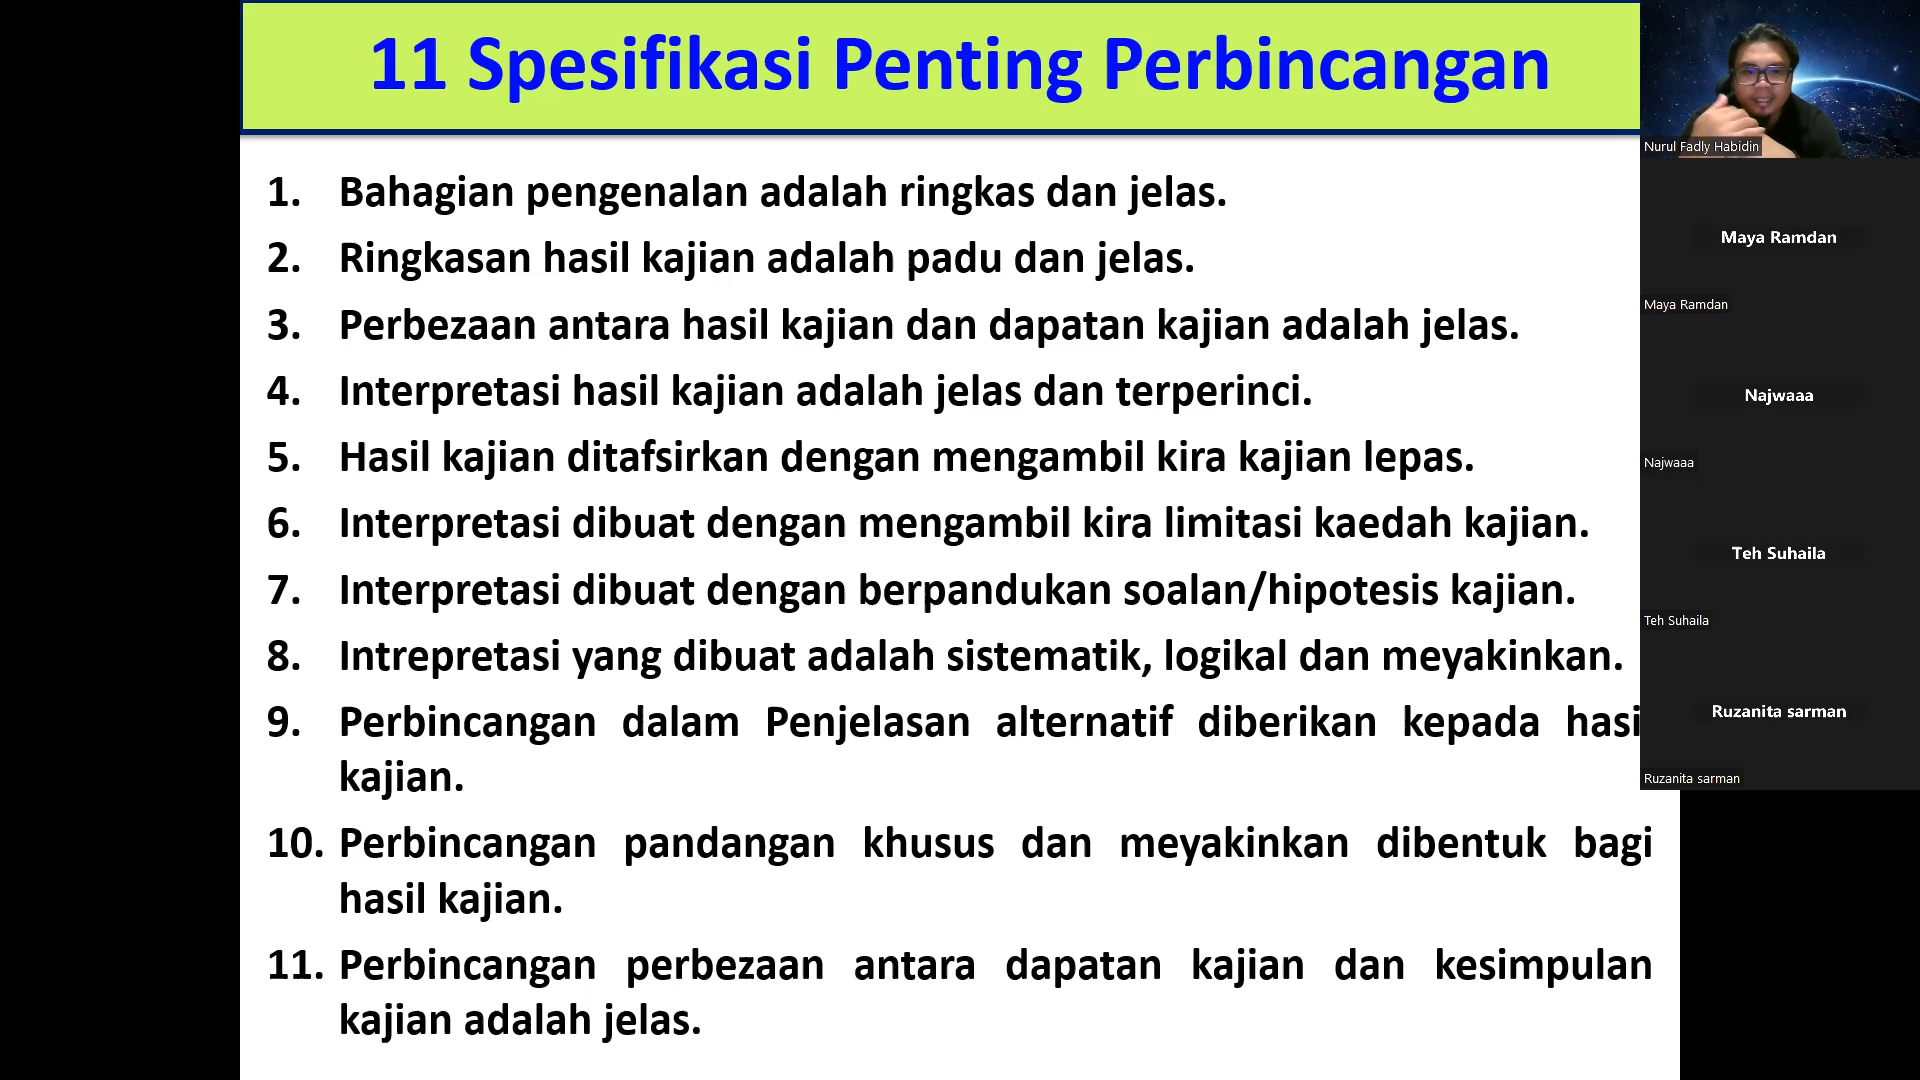 11 Spesifikasi Penting Perbincangan
1. Bahagian pengenalan adalah ringkas dan jelas.
2. Ringkasan hasil kajian adalah padu dan jelas.
3. Perbezaan antara hasil kajian dan dapatan kajian adalah jelas.
4. Interpretasi hasil kajian adalah jelas dan terperinci.
5. Hasil kajian ditafsirkan dengan mengambil kira kajian lepas.
6. Interpretasi dibuat dengan mengambil kira limitasi kaedah kajian.
7. Interpretasi dibuat dengan berpandukan soalan/hipotesis kajian.
8. Intrepretasi yang dibuat adalah sistematik, logikal dan meyakinkan.
9. Perbincangan dalam Penjelasan alternatif diberikan kepada hasi
kajian.
10. Perbincangan pandangan khusus dan meyakinkan dibentuk bagi
hasil kajian.
11. Perbincangan perbezaan antara dapatan kajian dan kesimpulan
kajian adalah jelas.
Nurul Fadly Habidin
Maya Ramdan
Maya Ramdan
Najwaaa
Najwaaa
Teh Suhaila
Teh Suhaila
Ruzanita sarman
Ruzanita sarman